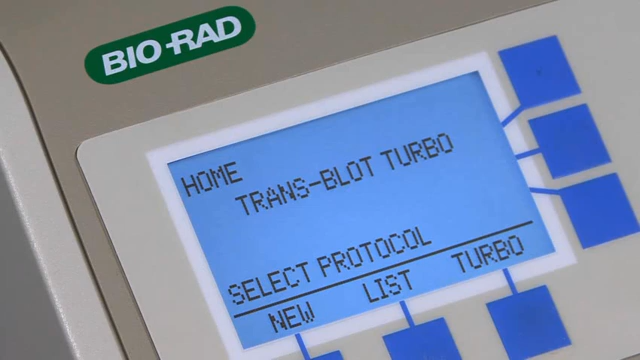 BIO-RAD
HOME
TRANS-BLOT TURBO
SELECT PROTOCOL
NEW LIST TURBO